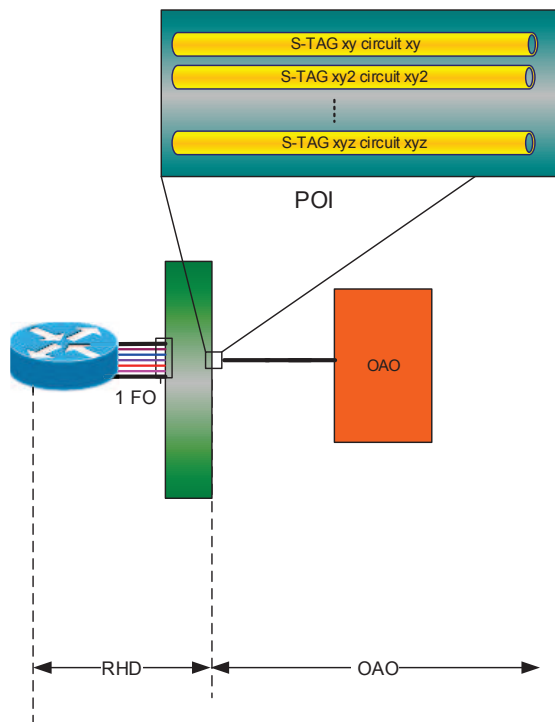 S-TAG xy circuit xy
S-TAG xy2 circuit xy2
S-TAG xyz circuit xyz
POI
OAO
1 FO
RHD
OAO